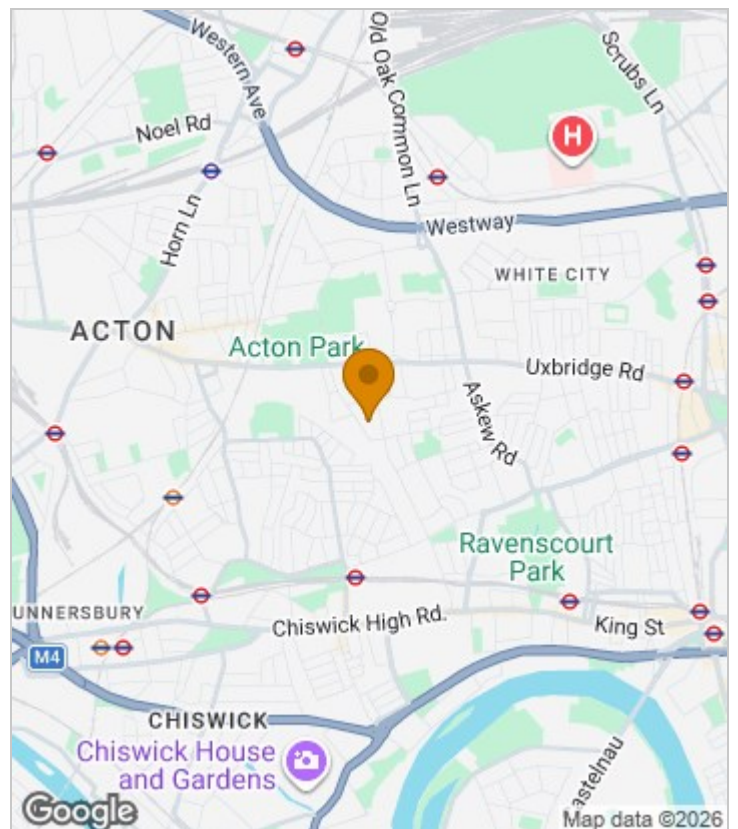 Western Ave
Old Oak Common Ln
Scrubs Ln
Noel Rd
H
Horn Ln
Westway
WHITE CITY
ACTON
Acton Park
Uxbridge Rd
Askew Rd
Ravenscourt
Park
UNNERSBURY
Chiswick High Rd.
King St
M4
CHISWICK
Chiswick House
and Gardens
astelnau
Google
Map data ©2026